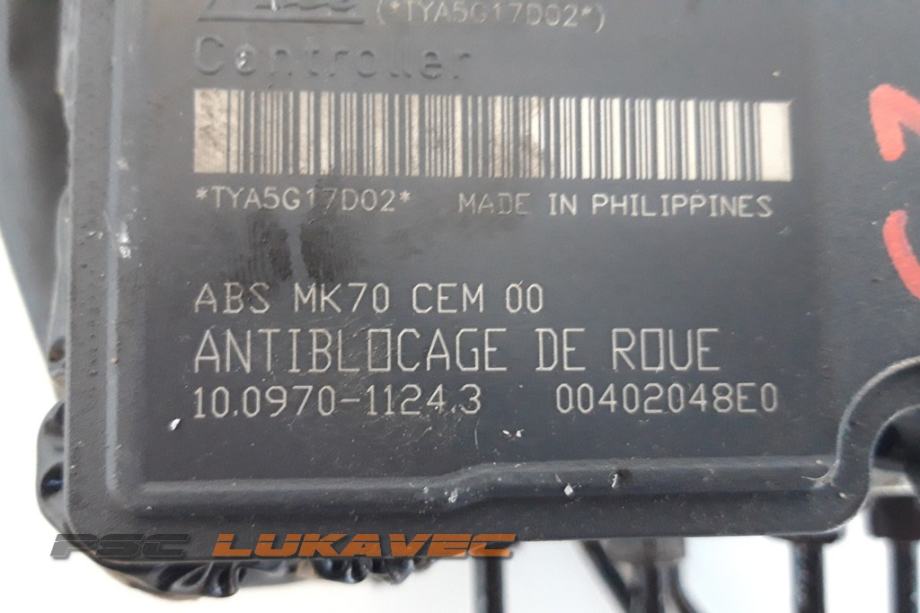 (*TYA5G17D02*)
Controller
*TYA5G17D02* MADE IN PHILIPPINES
ABS MK70 CEM 00
ANTIBLOCAGE DE ROUE
10.0970-1124.3 00402048E0
PSC LUKAVEC